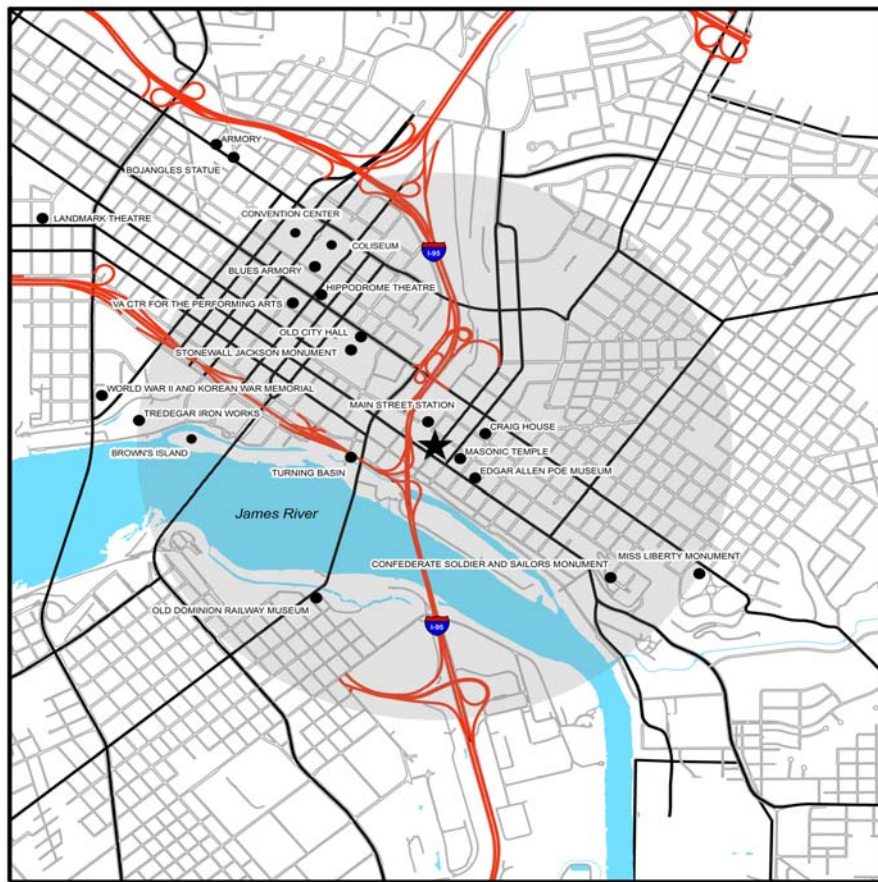 ARMORY
BOJANGLES STATUE
LANDMARK THEATRE
CONVENTION CENTER
COLISEUM
I-95
BLUES ARMORY
HIPPODROME THEATRE
VA CTR FOR THE PERFORMING ARTS
OLD CITY HALL
STONEWALL JACKSON MONUMENT
WORLD WAR II AND KOREAN WAR MEMORIAL
MAIN STREET STATION
TREDEGAR IRON WORKS
CRAIG HOUSE
BROWN'S ISLAND
MASONIC TEMPLE
TURNING BASIN
EDGAR ALLEN POE MUSEUM
James River
MISS LIBERTY MONUMENT
CONFEDERATE SOLDIER AND SAILORS MONUMENT
OLD DOMINION RAILWAY MUSEUM
I-95